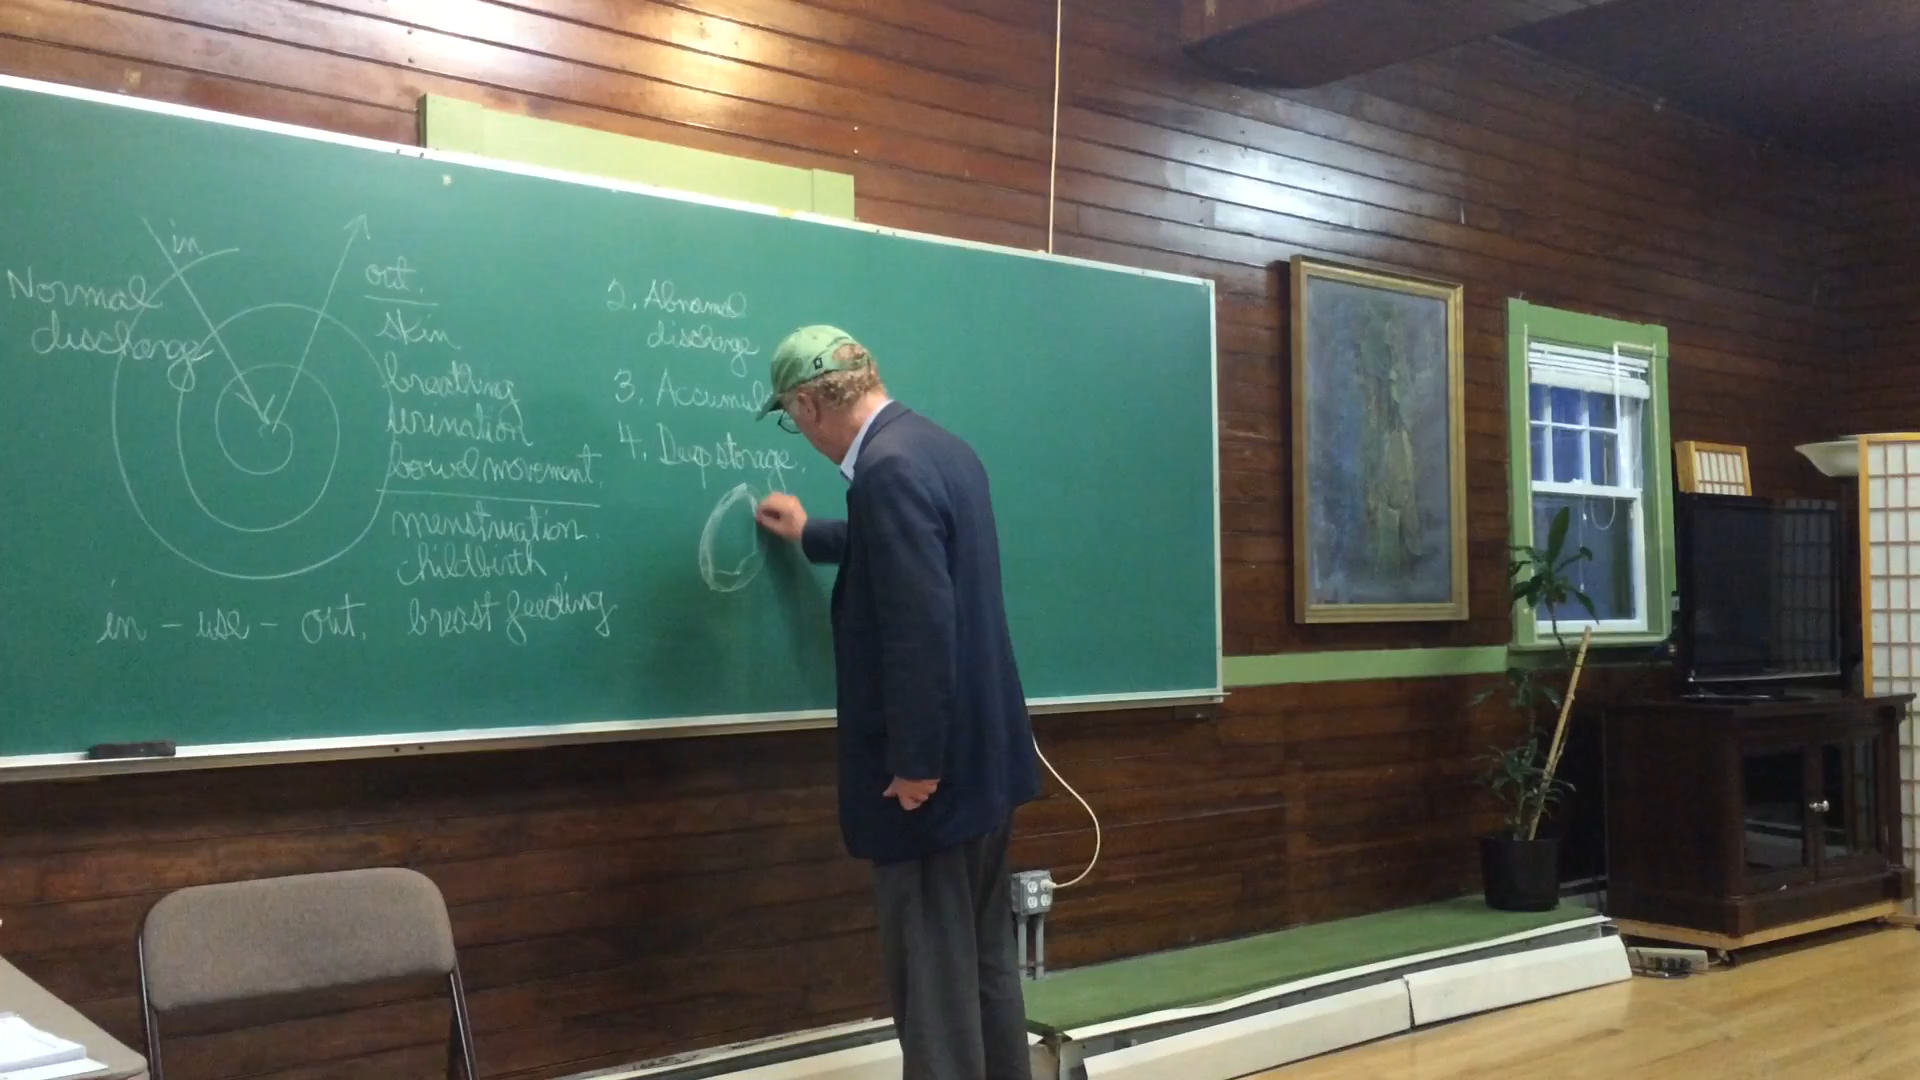 in
Normal
discharge
out.
skin
breathing
urination
bowel movement.
menstruation.
childbirth
breast feeding
in - use - out.
2. Abnormal
discharge
3. Accumul
4. Deep storage.